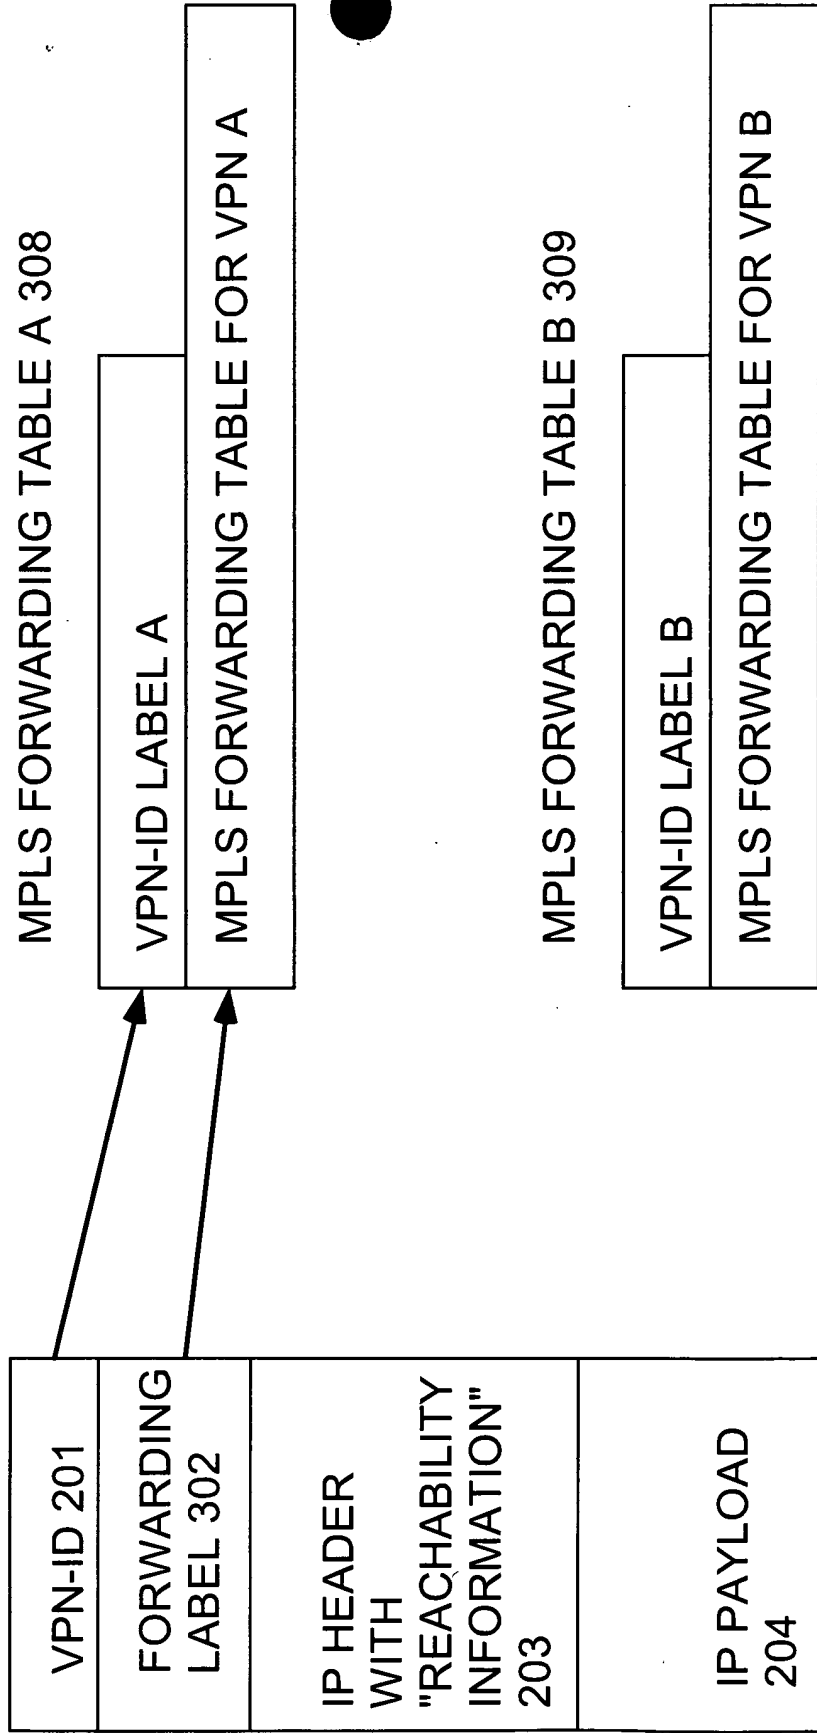 VPN-ID 201
FORWARDING
LABEL 302
IP HEADER
WITH
"REACHABILITY
INFORMATION"
203
IP PAYLOAD
204
MPLS FORWARDING TABLE A 308
VPN-ID LABEL A
MPLS FORWARDING TABLE FOR VPN A
MPLS FORWARDING TABLE B 309
VPN-ID LABEL B
MPLS FORWARDING TABLE FOR VPN B